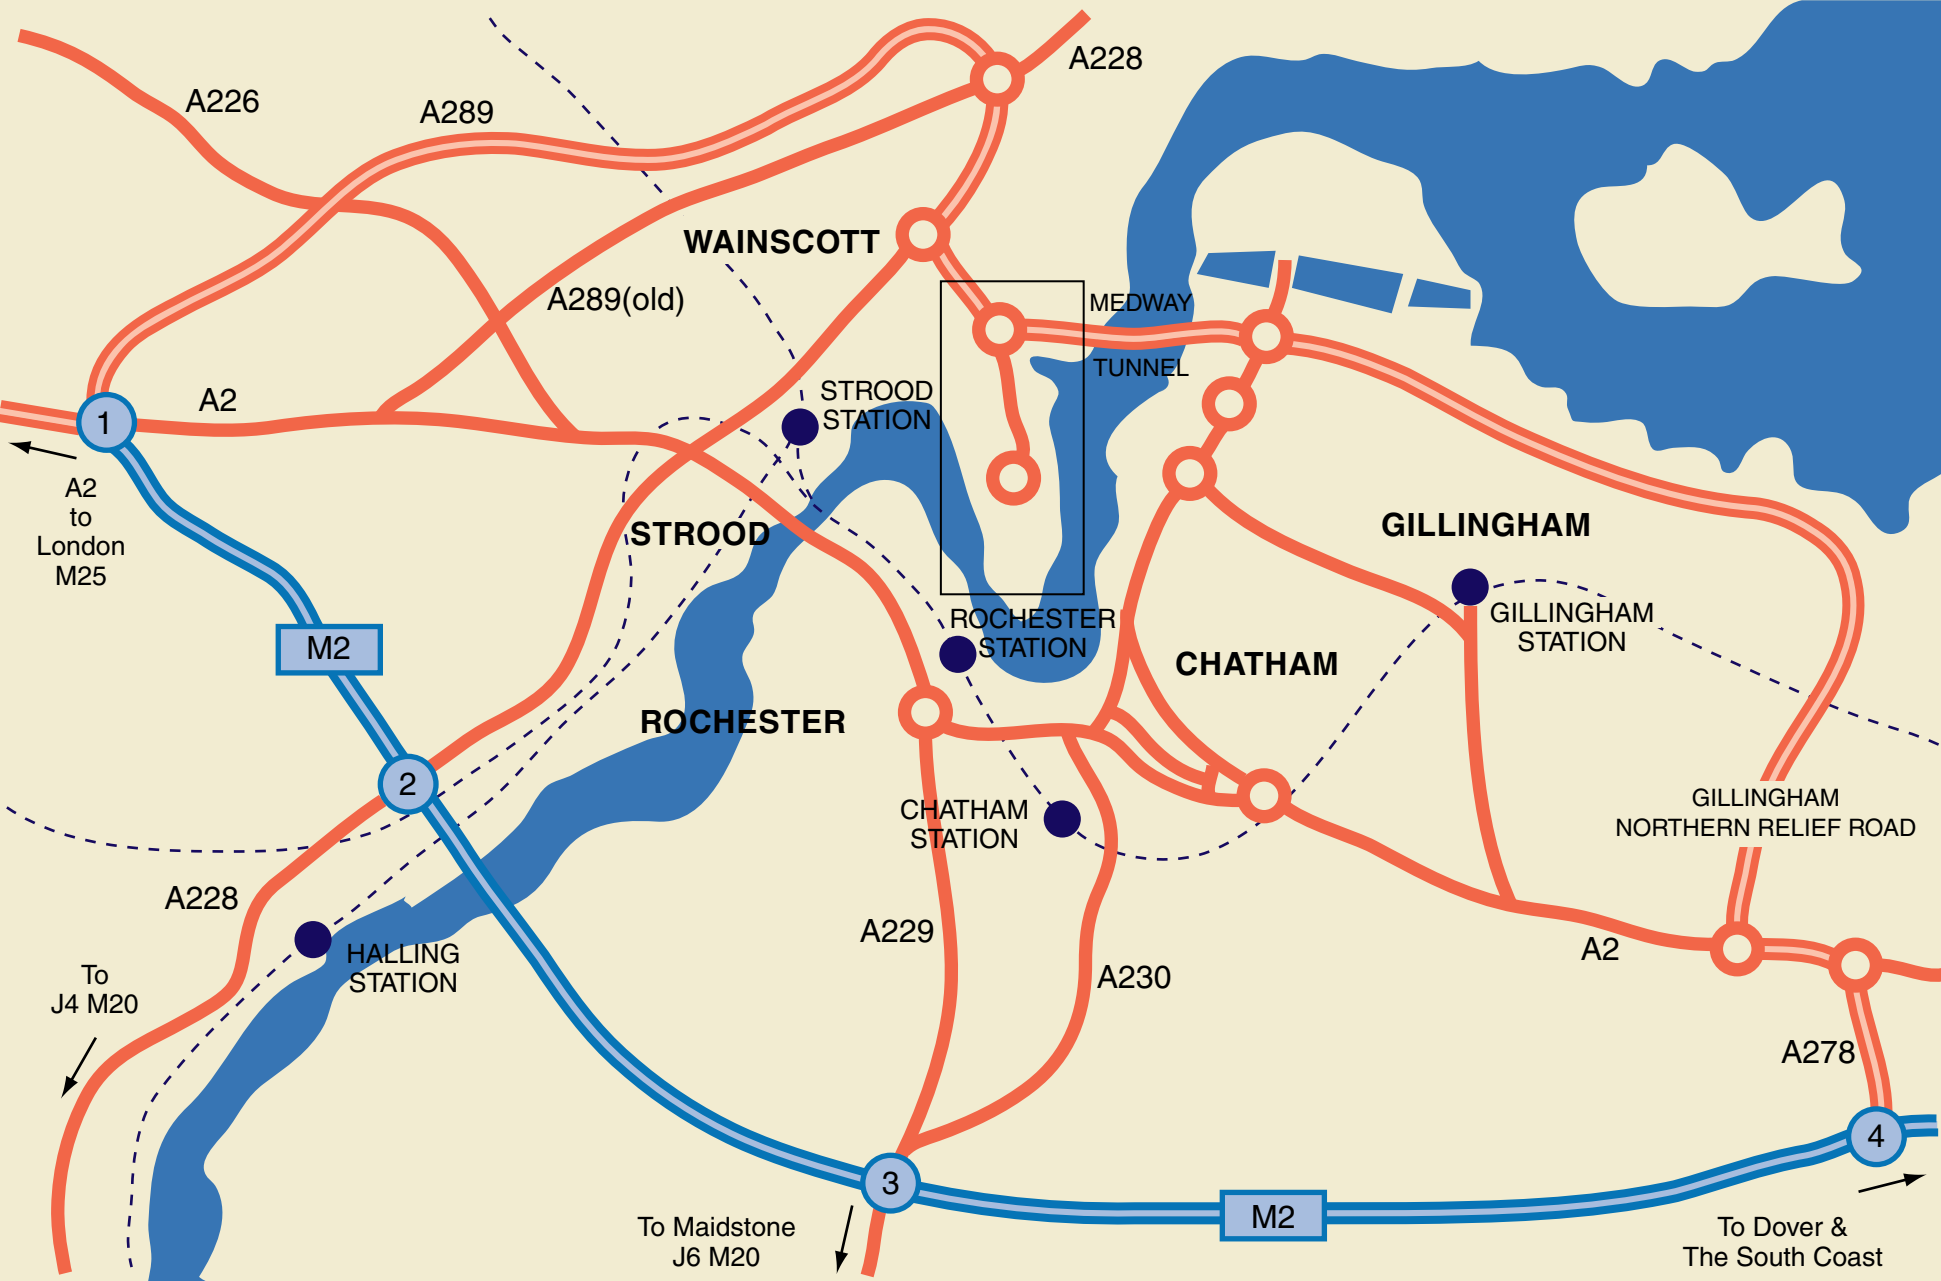 A228
A226
A289
WAINSCOTT
A289(old)
MEDWAY
TUNNEL
STROOD
STATION
A2
1
A2
to
London
M25
STROOD
GILLINGHAM
ROCHESTER
STATION
GILLINGHAM
STATION
M2
CHATHAM
ROCHESTER
2
CHATHAM
STATION
GILLINGHAM
NORTHERN RELIEF ROAD
A228
A229
A2
HALLING
STATION
A230
To
J4 M20
A278
4
3
M2
To Maidstone
J6 M20
To Dover &
The South Coast